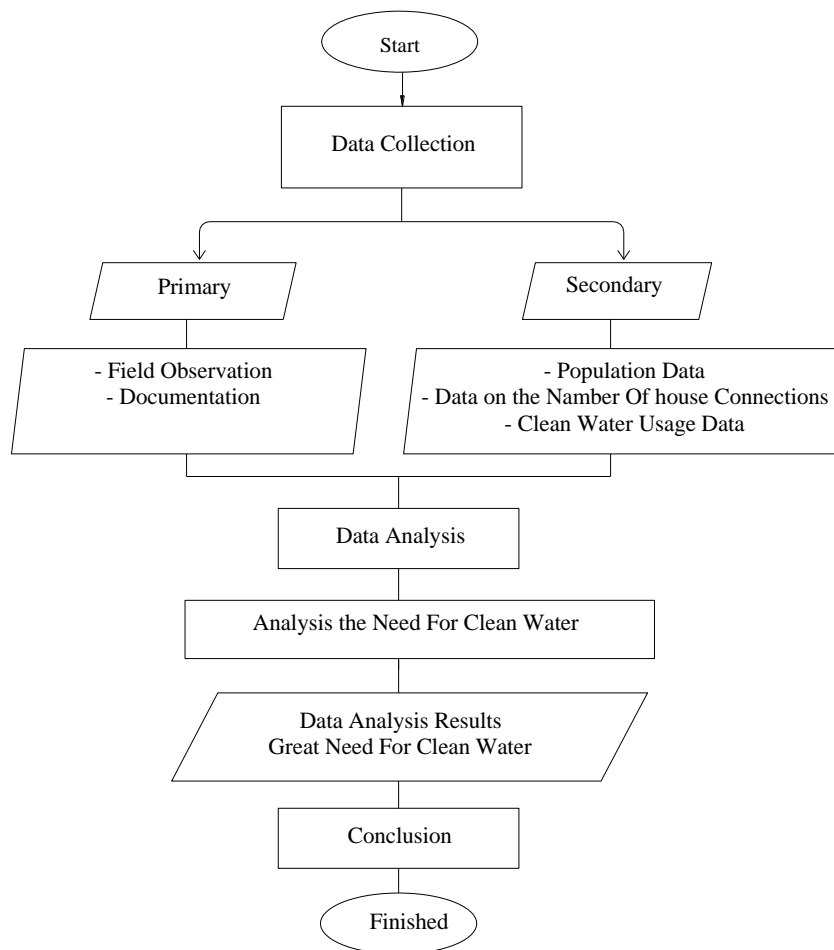 Start
Data Collection
Primary
Secondary
- Field Observation
- Documentation
- Population Data
- Data on the Namber Of house Connections
- Clean Water Usage Data
Data Analysis
Analysis the Need For Clean Water
Data Analysis Results
Great Need For Clean Water
Conclusion
Finished